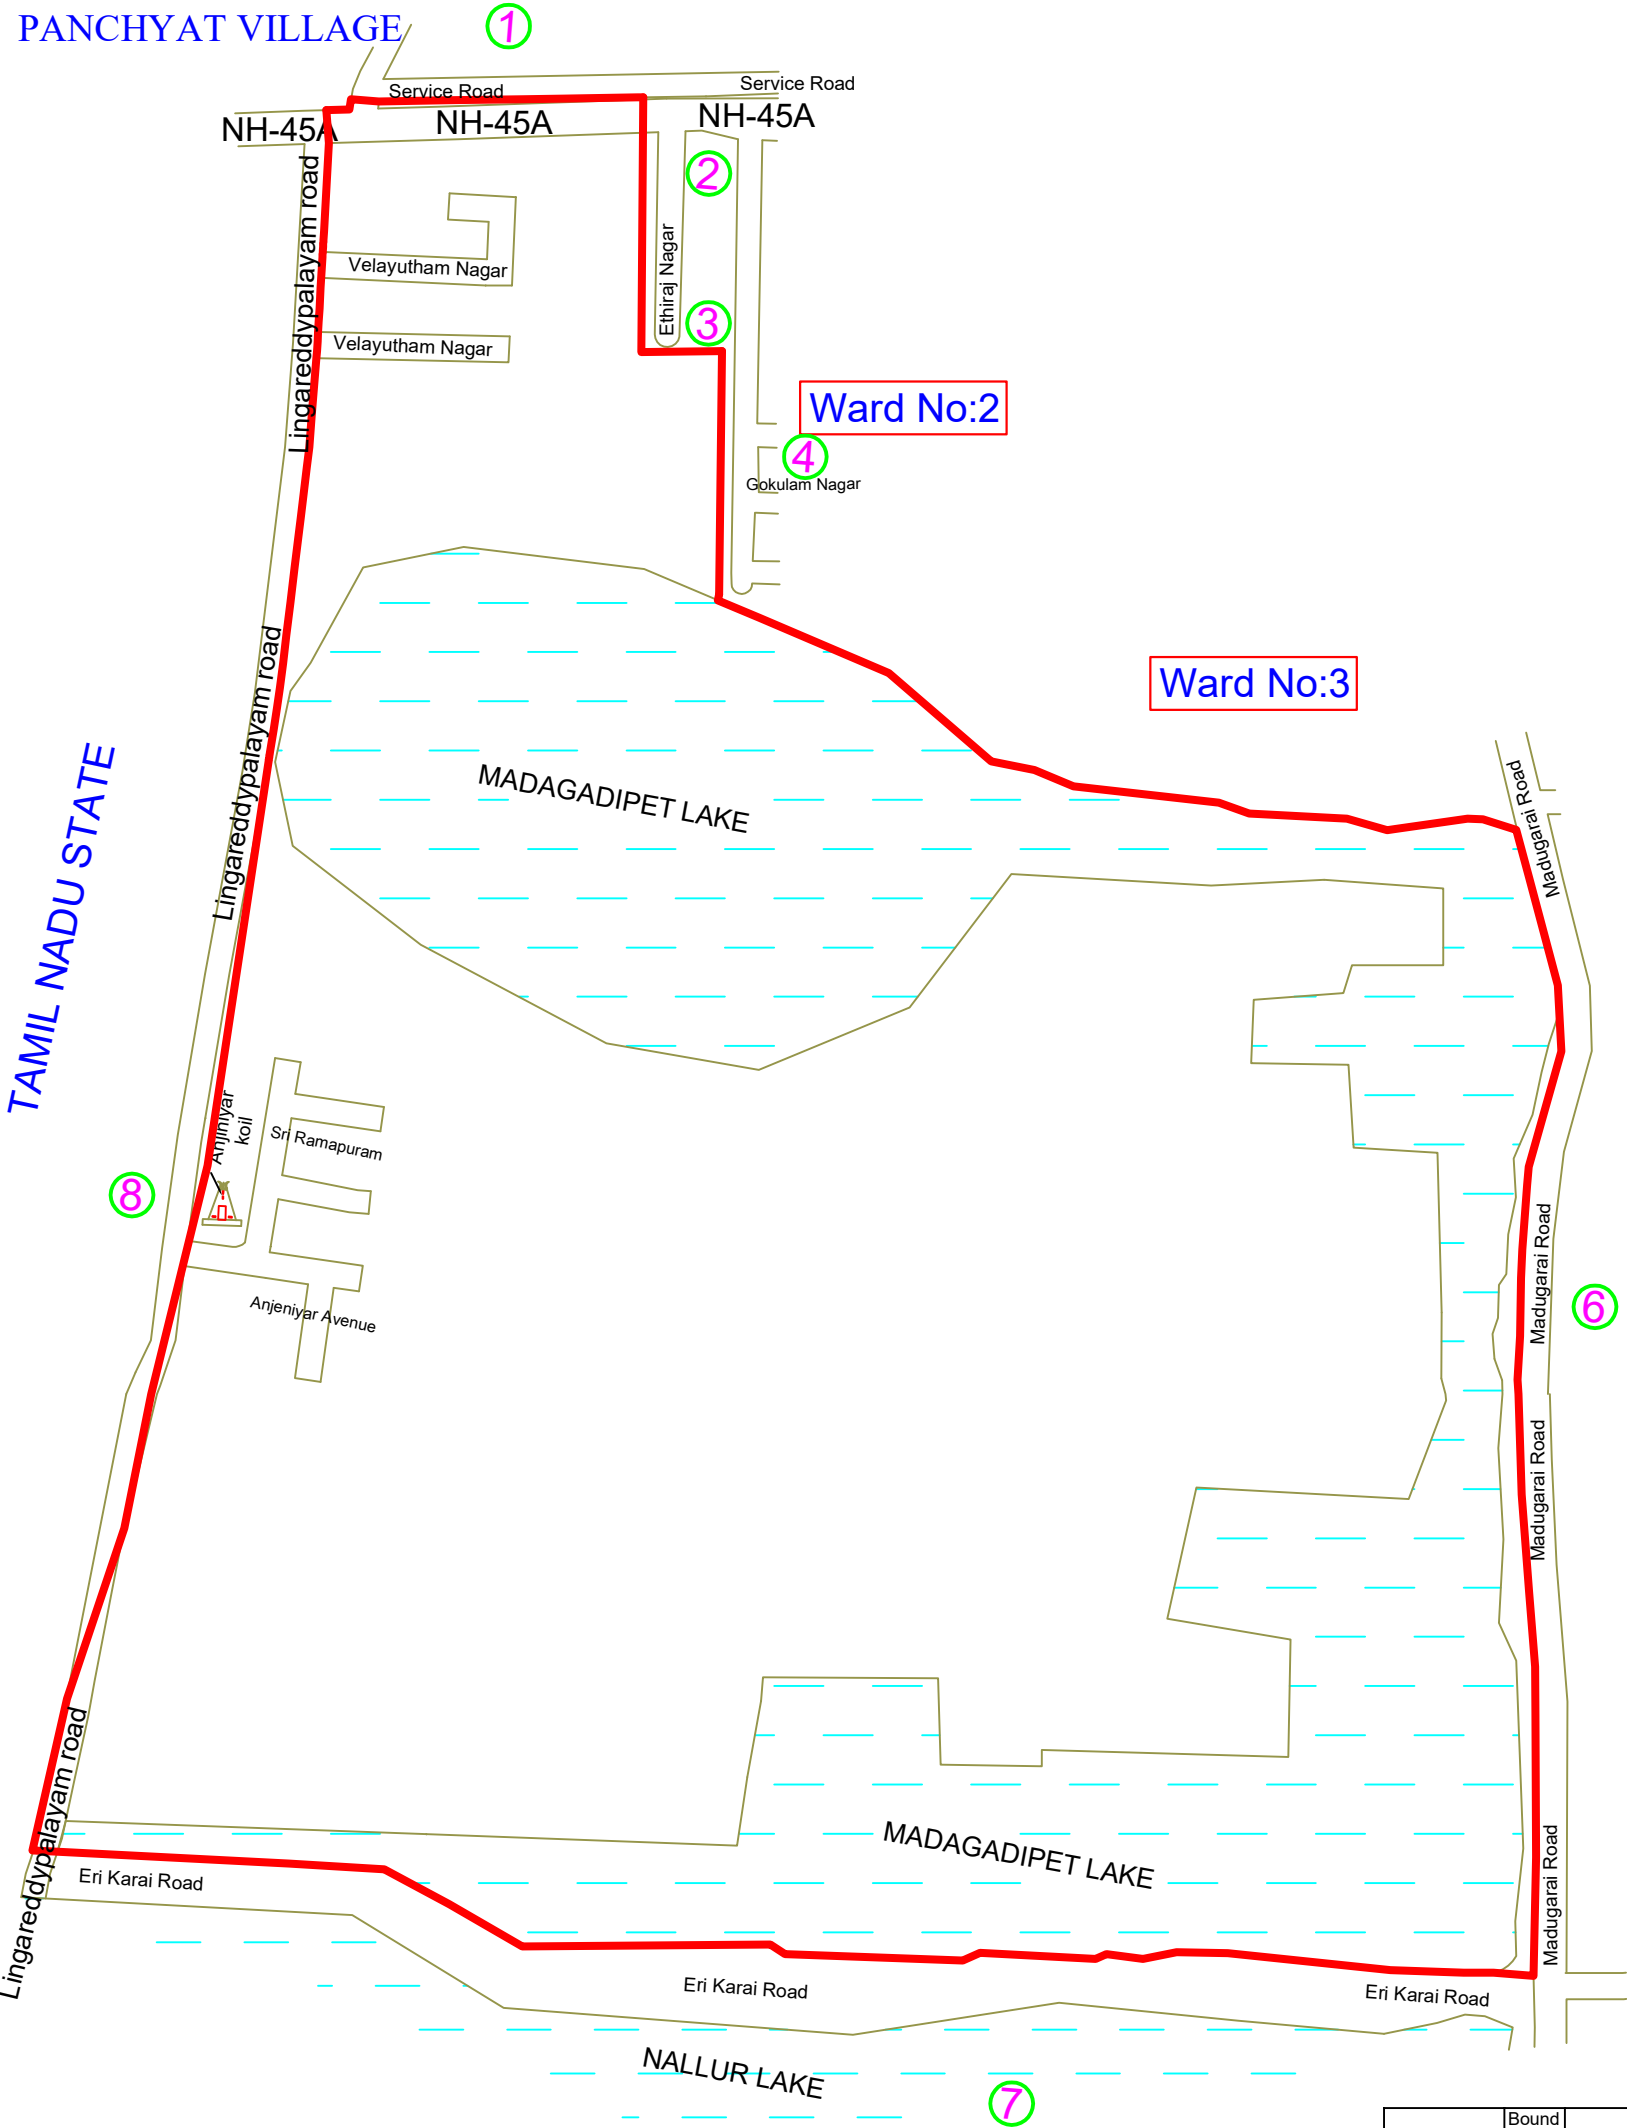 PANCHYAT VILLAGE
1
Service Road
Service Road
NH-45A
NH-45A
NH-45A
2
Lingareddypalayam road
Velayutham Nagar
Ethiraj Nagar
3
Velayutham Nagar
Ward No:2
4
Gokulam Nagar
Ward No:3
Lingareddypalayam road
MADAGADIPET LAKE
Madugarai Road
TAMIL NADU STATE
Anjiniyar
koil
Sri Ramapuram
8
Madugarai Road
6
Anjeniyar Avenue
Madugarai Road
Lingareddypalayam road
MADAGADIPET LAKE
Madugarai Road
Eri Karai Road
Eri Karai Road
Eri Karai Road
NALLUR LAKE
7
Bound